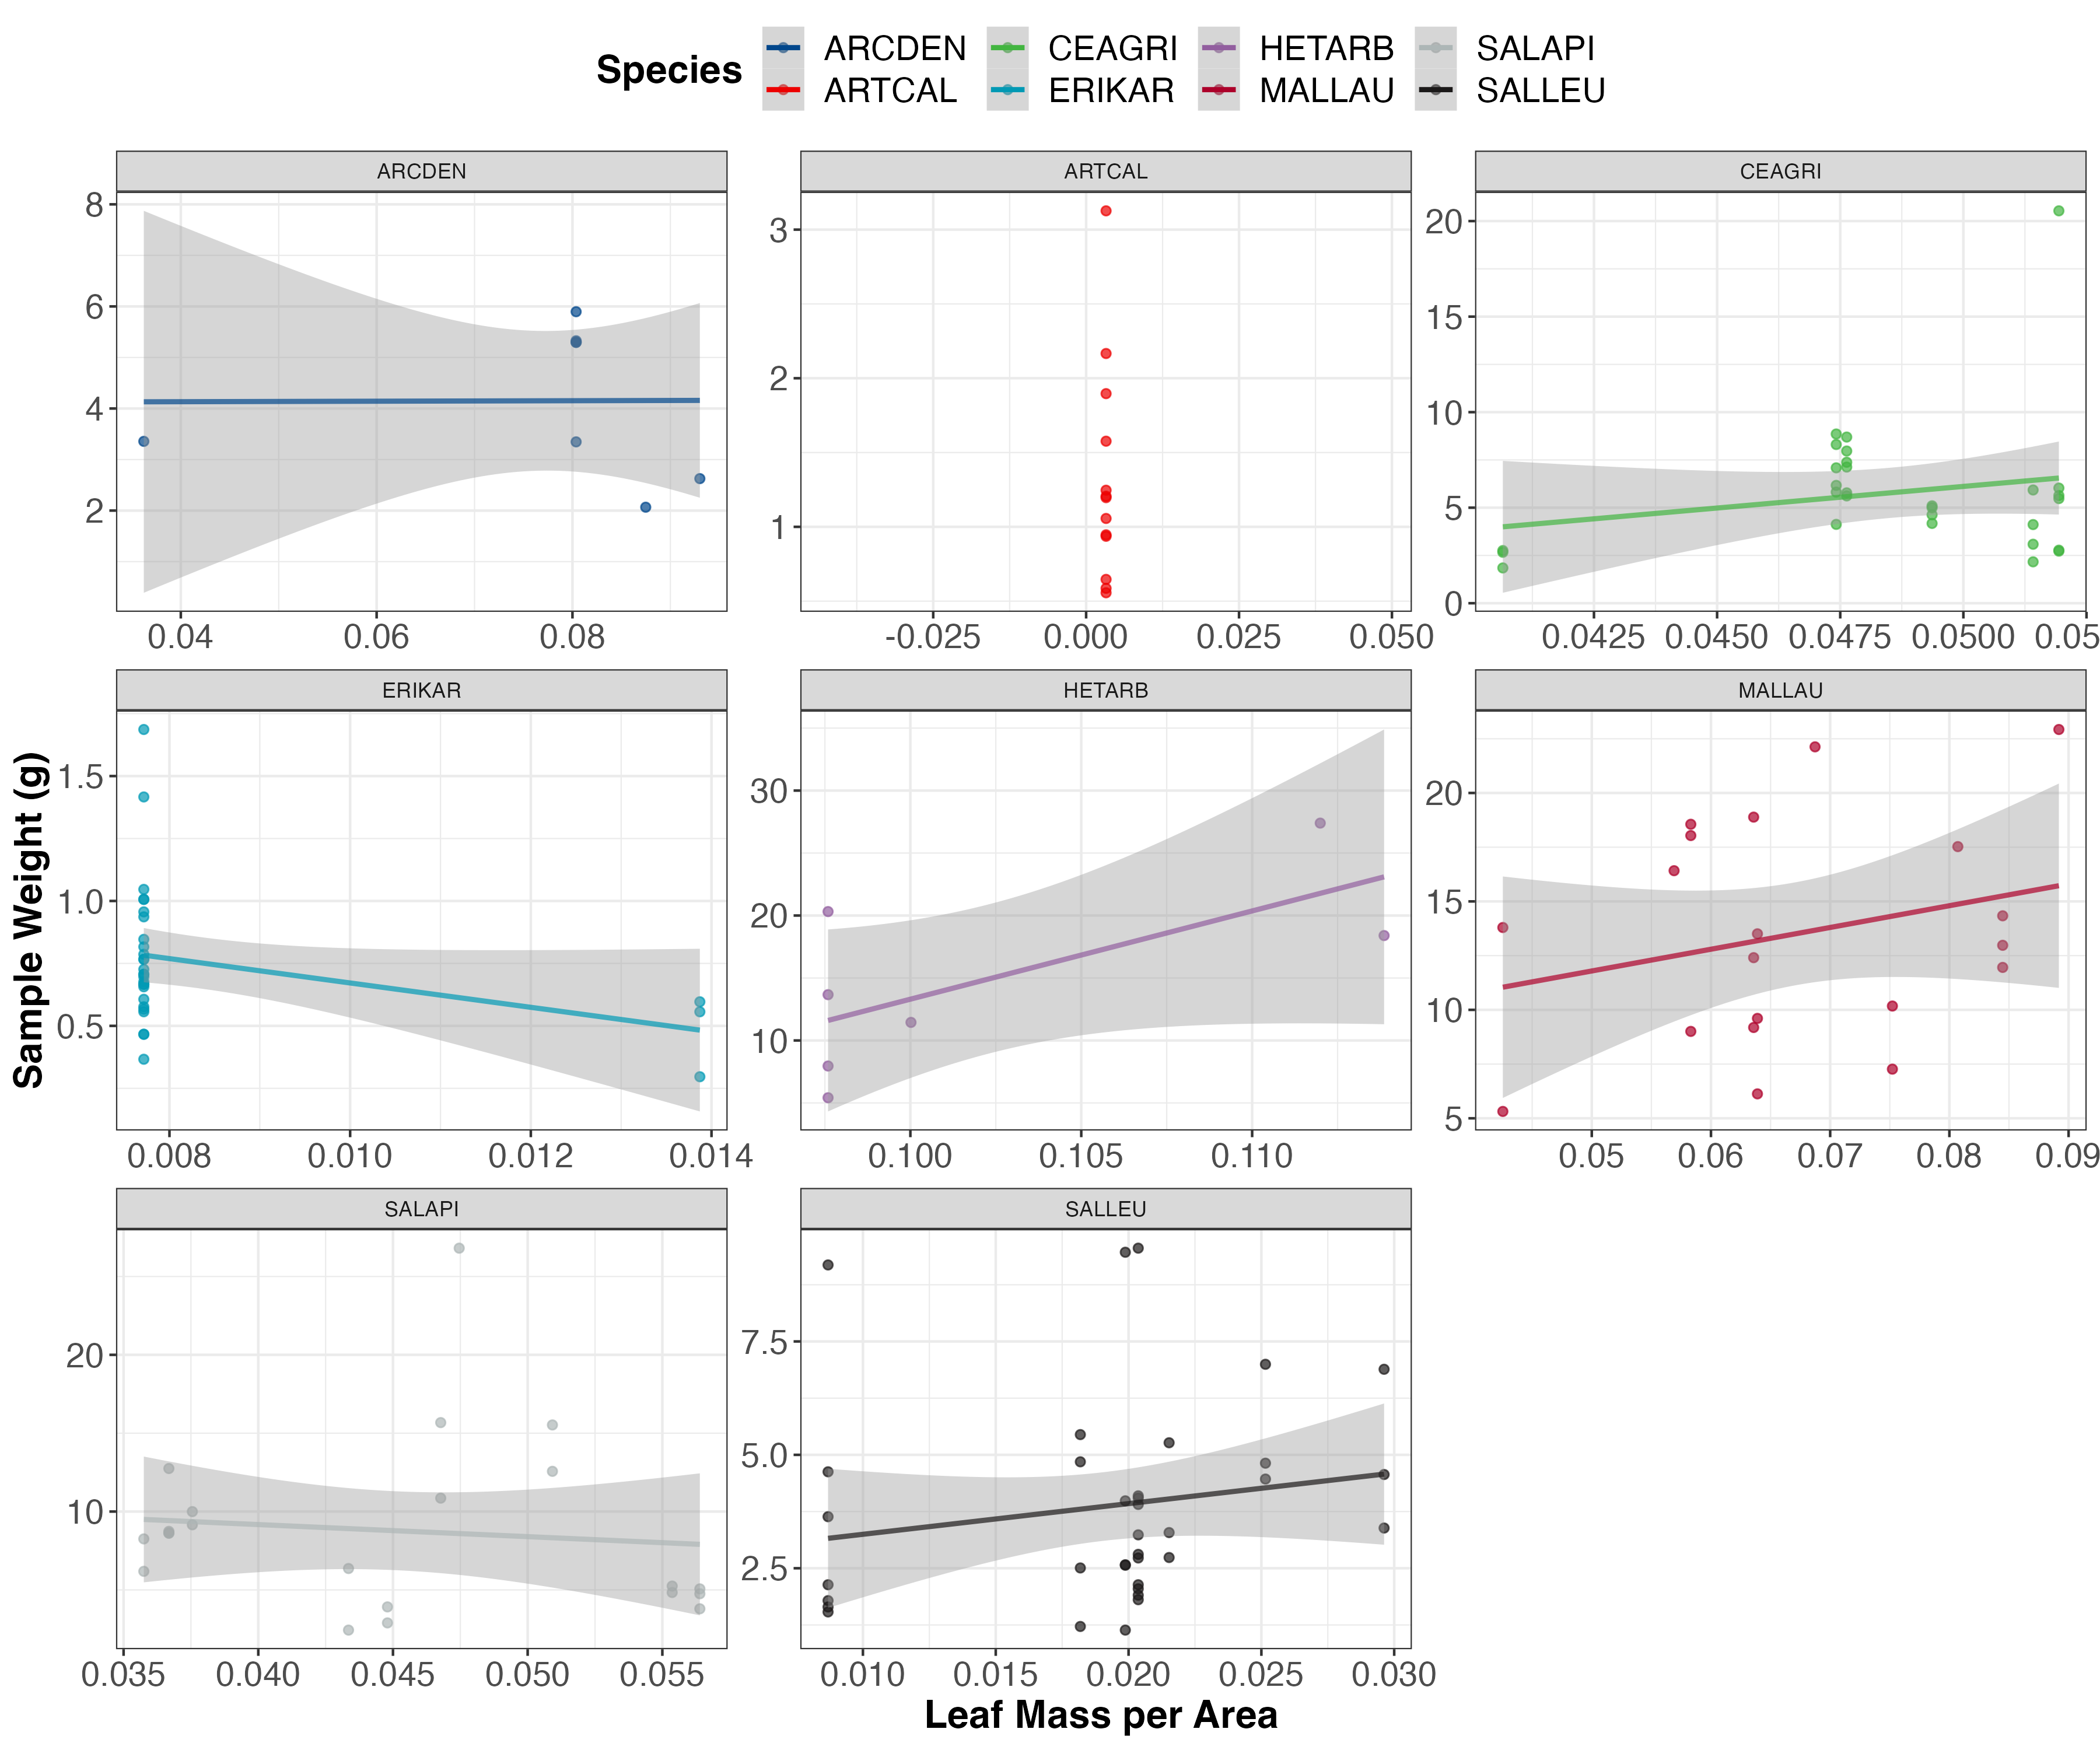 Species
ARCDEN CEAGRI HETARB SALAPI
ARTCAL ERIKAR MALLAU SALLEU
ARCDEN ARTCAL CEAGRI
8
6
4
2
0.04 0.06 0.08
3
2
1
-0.025 0.000 0.025 0.050
20
15
10
5
0
0.0425 0.0450 0.0475 0.0500 0.05
ERIKAR HETARB MALLAU
Sample Weight (g)
1.5
1.0
0.5
0.008 0.010 0.012 0.014
30
20
10
0.100 0.105 0.110
20
15
10
5
0.05 0.06 0.07 0.08 0.09
SALAPI SALLEU
20
10
0.035 0.040 0.045 0.050 0.055
7.5
5.0
2.5
0.010 0.015 0.020 0.025 0.030
Leaf Mass per Area